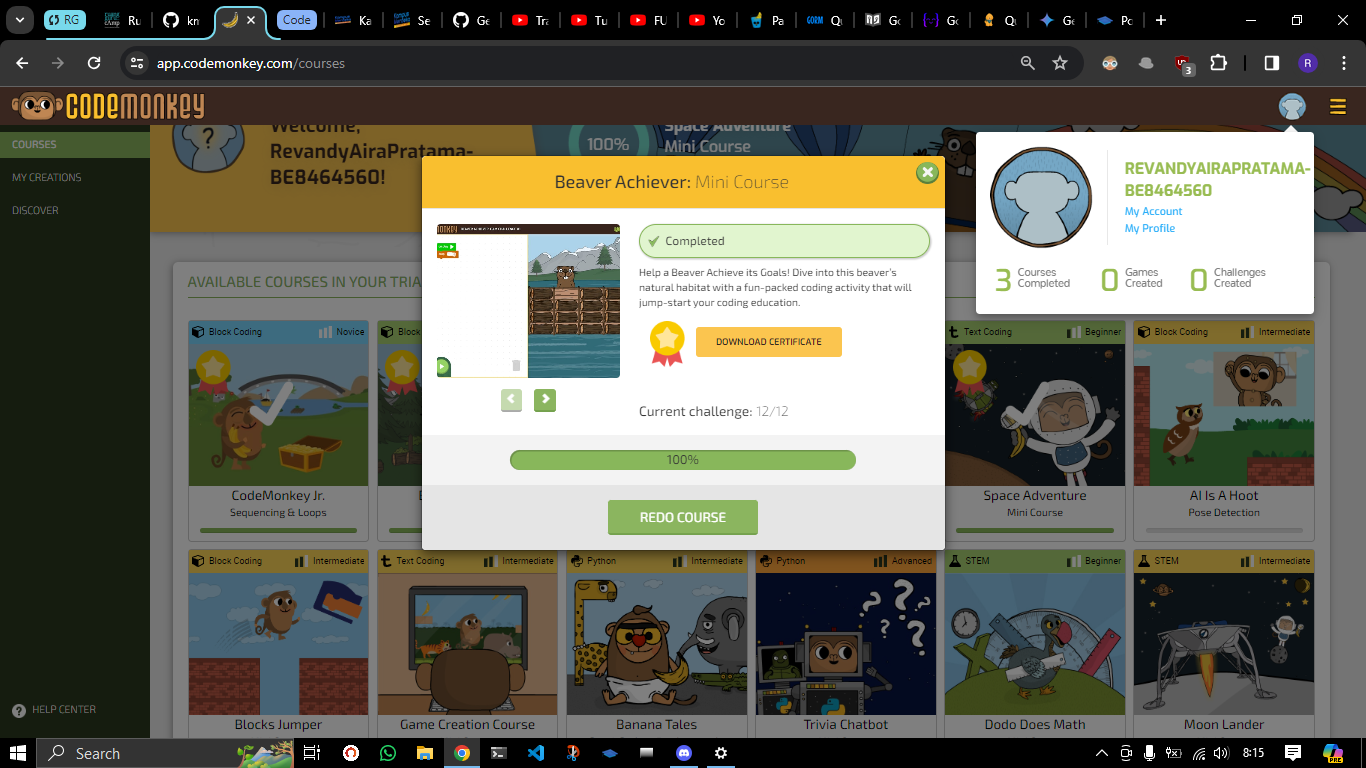 RG
Ru
kn
Code
Ka
Se
Ge
Tra
Tu
FU
Yo
Pa
GORM
Qu
Go
Go
Qu
Ge
Po
app.codemonkey.com/courses
3
R
CODEMONKEY
COURSES
MY CREATIONS
DISCOVER
HELP CENTER
?
Welcome,
RevandyAiraPratama-
BE8464560!
100%
Space Adventure
Mini Course
REVANDYAIRAPRATAMA-
BE8464560
My Account
My Profile
3 Courses
Completed
0 Games
Created
0 Challenges
Created
Beaver Achiever: Mini Course
Completed
Help a Beaver Achieve its Goals! Dive into this beaver's
natural habitat with a fun-packed coding activity that will
jump-start your coding education.
DOWNLOAD CERTIFICATE
Current challenge: 12/12
100%
REDO COURSE
AVAILABLE COURSES IN YOUR TRIA
Block Coding Novice
CodeMonkey Jr.
Sequencing & Loops
Text Coding Beginner
Space Adventure
Mini Course
Block Coding Intermediate
AI Is A Hoot
Pose Detection
Block Coding Intermediate
Blocks Jumper
Text Coding Intermediate
Game Creation Course
Python Intermediate
Banana Tales
Python Advanced
? ? ? ?
Trivia Chatbot
STEM Beginner
Dodo Does Math
STEM Intermediate
Moon Lander
Search
8:15
PRE